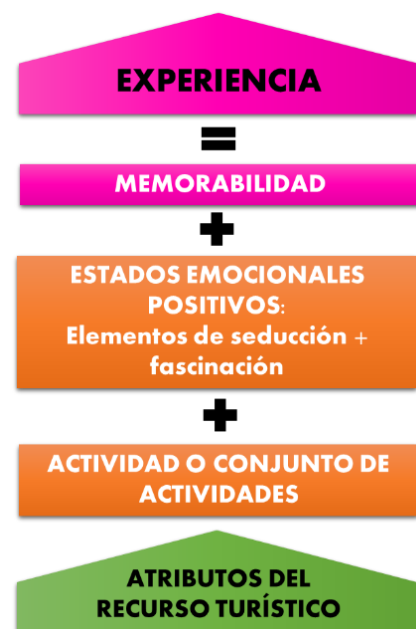 EXPERIENCIA
=
MEMORABILIDAD
+
ESTADOS EMOCIONALES
POSITIVOS:
Elementos de seducción +
fascinación
+
ACTIVIDAD O CONJUNTO DE
ACTIVIDADES
ATRIBUTOS DEL
RECURSO TURÍSTICO